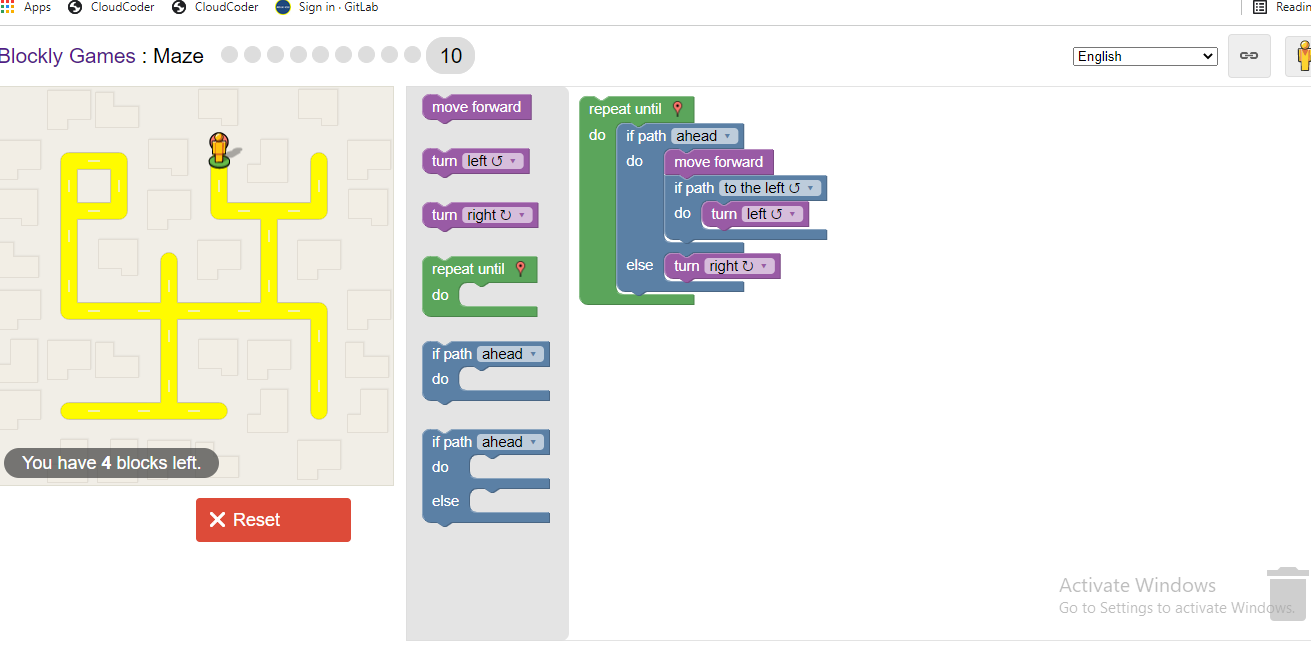 Apps CloudCoder CloudCoder Sign in · GitLab
Blockly Games : Maze 10 English
move forward
turn left ↺
turn right ↻
repeat until
do
if path ahead
do
if path ahead
do
else
repeat until
do if path ahead
do move forward
if path to the left ↺
do turn left ↺
else turn right ↻
You have 4 blocks left.
Reset
Activate Windows
Go to Settings to activate Windows.